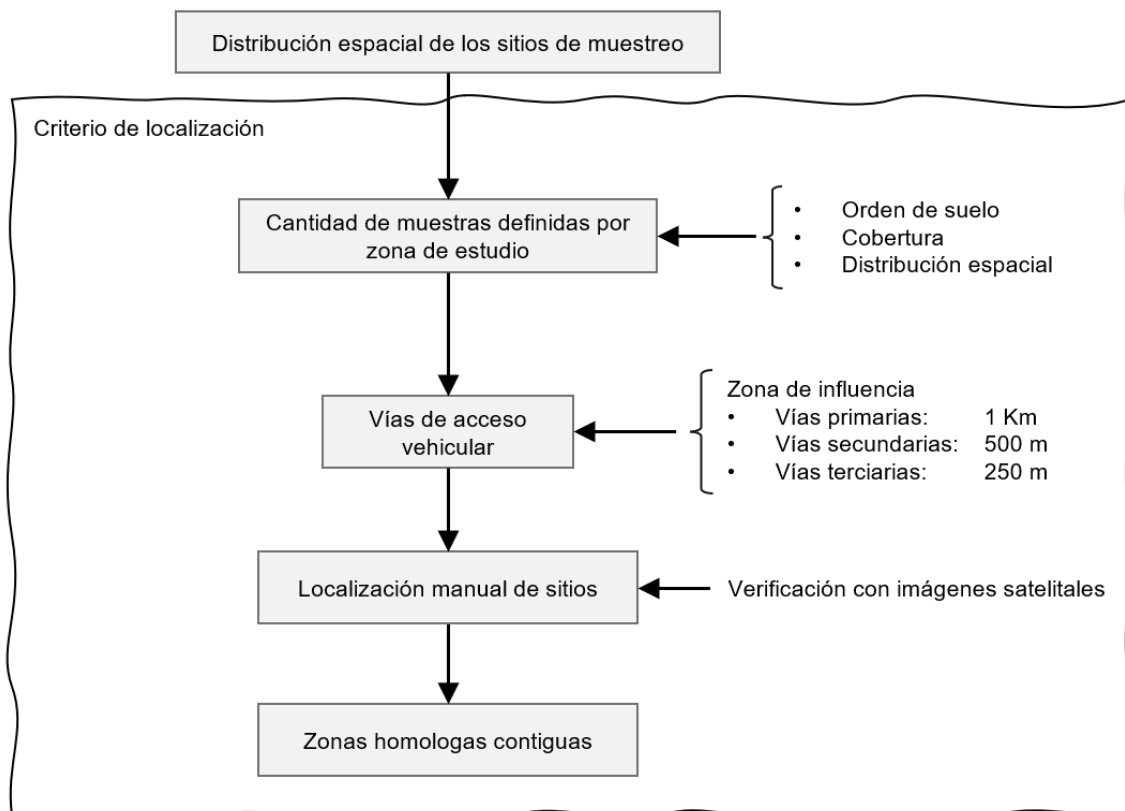 Distribución espacial de los sitios de muestreo
Criterio de localización
Cantidad de muestras definidas por
zona de estudio
• Orden de suelo
• Cobertura
• Distribución espacial
Vías de acceso
vehicular
Zona de influencia
• Vías primarias: 1 Km
• Vías secundarias: 500 m
• Vías terciarias: 250 m
Localización manual de sitios
Verificación con imágenes satelitales
Zonas homologas contiguas